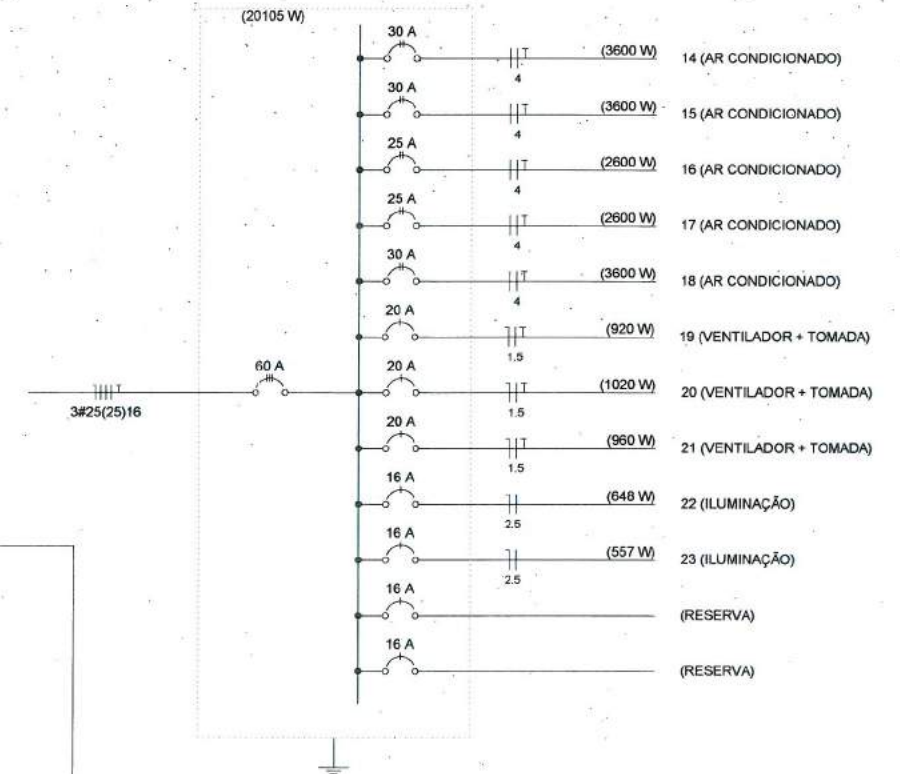 (20105 W)
30 A
T
4
(3600 W)
14 (AR CONDICIONADO)
30 A
T
4
(3600 W)
15 (AR CONDICIONADO)
25 A
T
4
(2600 W)
16 (AR CONDICIONADO)
25 A
T
4
(2600 W)
17 (AR CONDICIONADO)
30 A
T
4
(3600 W)
18 (AR CONDICIONADO)
20 A
T
1.5
(920 W)
19 (VENTILADOR + TOMADA)
60 A
T
3#25(25)16
20 A
T
1.5
(1020 W)
20 (VENTILADOR + TOMADA)
20 A
T
1.5
(960 W)
21 (VENTILADOR + TOMADA)
16 A
2.5
(648 W)
22 (ILUMINAÇÃO)
16 A
2.5
(557 W)
23 (ILUMINAÇÃO)
16 A
(RESERVA)
16 A
(RESERVA)